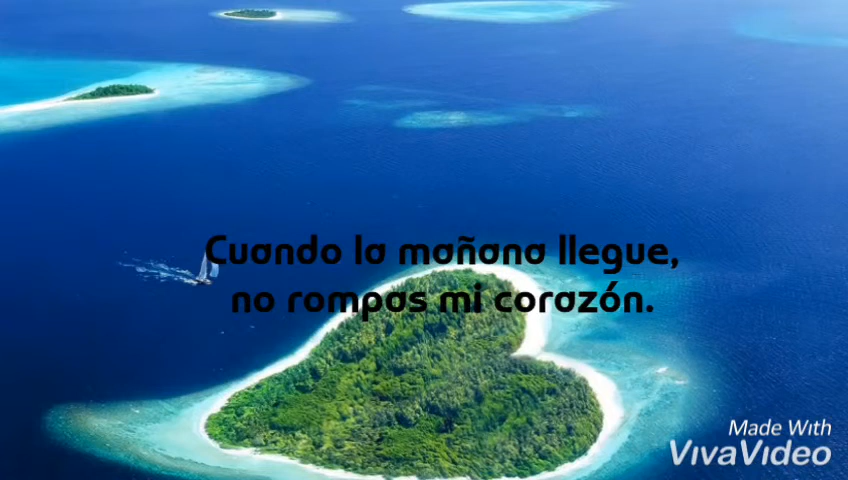 Cuando la mañana llegue,
no rompas mi corazón.
Made With
VivaVideo